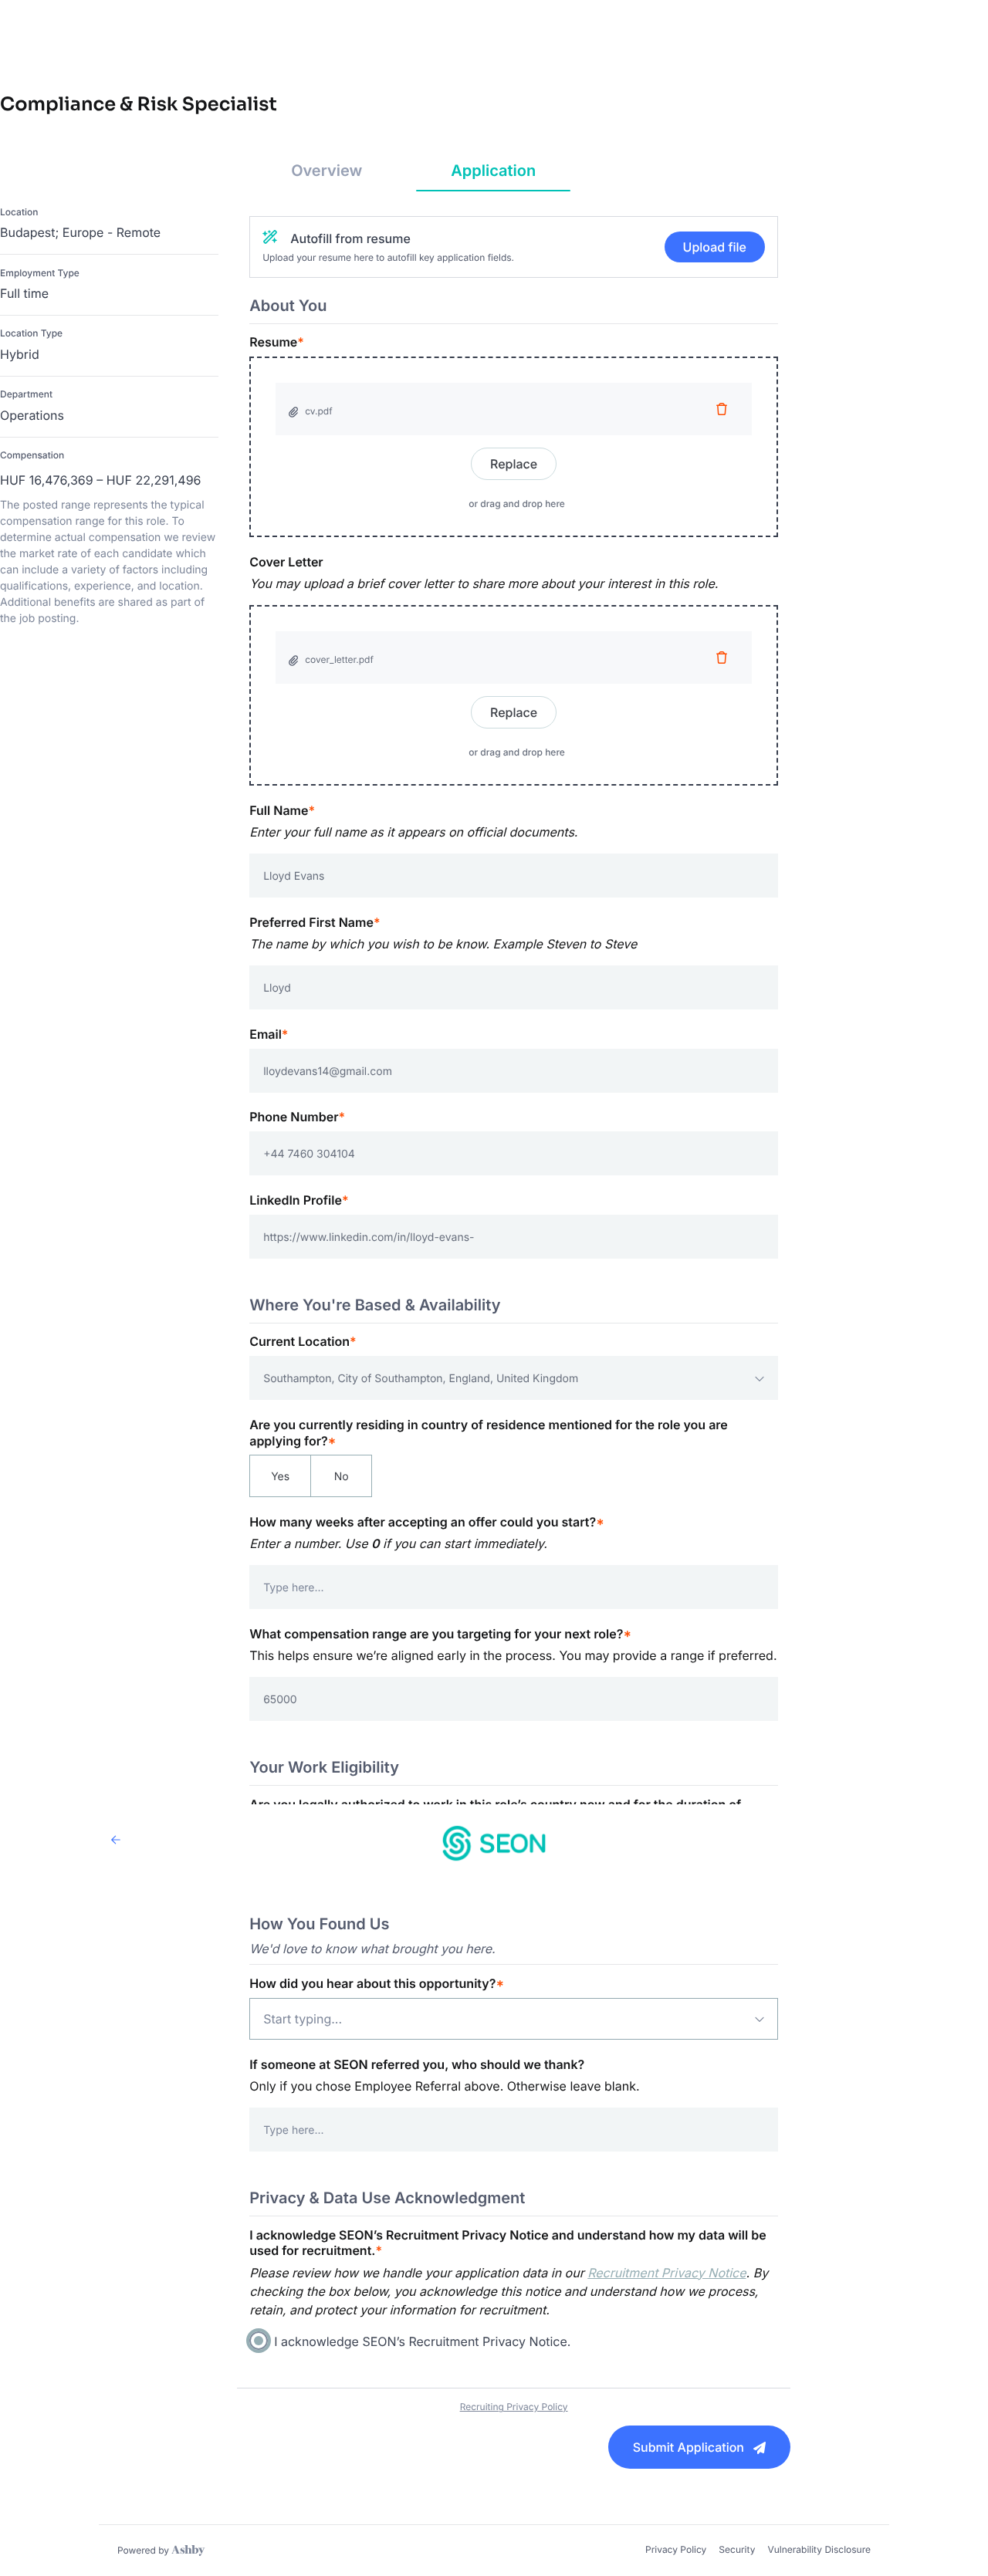 Compliance & Risk Specialist
Overview
Application
Location
Budapest; Europe - Remote
Employment Type
Full time
Location Type
Hybrid
Department
Operations
Compensation
HUF 16,476,369 – HUF 22,291,496
The posted range represents the typical
compensation range for this role. To
determine actual compensation we review
the market rate of each candidate which
can include a variety of factors including
qualifications, experience, and location.
Additional benefits are shared as part of
the job posting.
Autofill from resume
Upload your resume here to autofill key application fields.
Upload file
About You
Resume*
cv.pdf
Replace
or drag and drop here
Cover Letter
You may upload a brief cover letter to share more about your interest in this role.
cover_letter.pdf
Replace
or drag and drop here
Full Name*
Enter your full name as it appears on official documents.
Lloyd Evans
Preferred First Name*
The name by which you wish to be know. Example Steven to Steve
Lloyd
Email*
lloydevans14@gmail.com
Phone Number*
+44 7460 304104
LinkedIn Profile*
https://www.linkedin.com/in/lloyd-evans-
Where You're Based & Availability
Current Location*
Southampton, City of Southampton, England, United Kingdom
Are you currently residing in country of residence mentioned for the role you are
applying for?*
Yes
No
How many weeks after accepting an offer could you start?*
Enter a number. Use 0 if you can start immediately.
Type here...
What compensation range are you targeting for your next role?*
This helps ensure we’re aligned early in the process. You may provide a range if preferred.
65000
Your Work Eligibility
Are you legally authorized to work in this role’s country now and for the duration of
SEON
How You Found Us
We'd love to know what brought you here.
How did you hear about this opportunity?*
Start typing...
If someone at SEON referred you, who should we thank?
Only if you chose Employee Referral above. Otherwise leave blank.
Type here...
Privacy & Data Use Acknowledgment
I acknowledge SEON’s Recruitment Privacy Notice and understand how my data will be
used for recruitment.*
Please review how we handle your application data in our Recruitment Privacy Notice. By
checking the box below, you acknowledge this notice and understand how we process,
retain, and protect your information for recruitment.
I acknowledge SEON’s Recruitment Privacy Notice.
Recruiting Privacy Policy
Submit Application
Powered by Ashby
Privacy Policy
Security
Vulnerability Disclosure